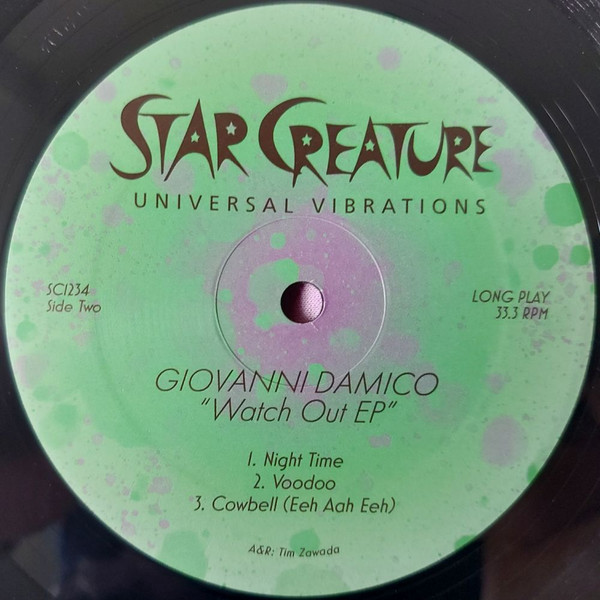 STAR CREATURE
UNIVERSAL VIBRATIONS
SC1234
Side Two
LONG PLAY
33.3 RPM
GIOVANNI DAMICO
"Watch Out EP"
1. Night Time
2. Voodoo
3. Cowbell (Eeh Aah Eeh)
A&R: Tim Zawada